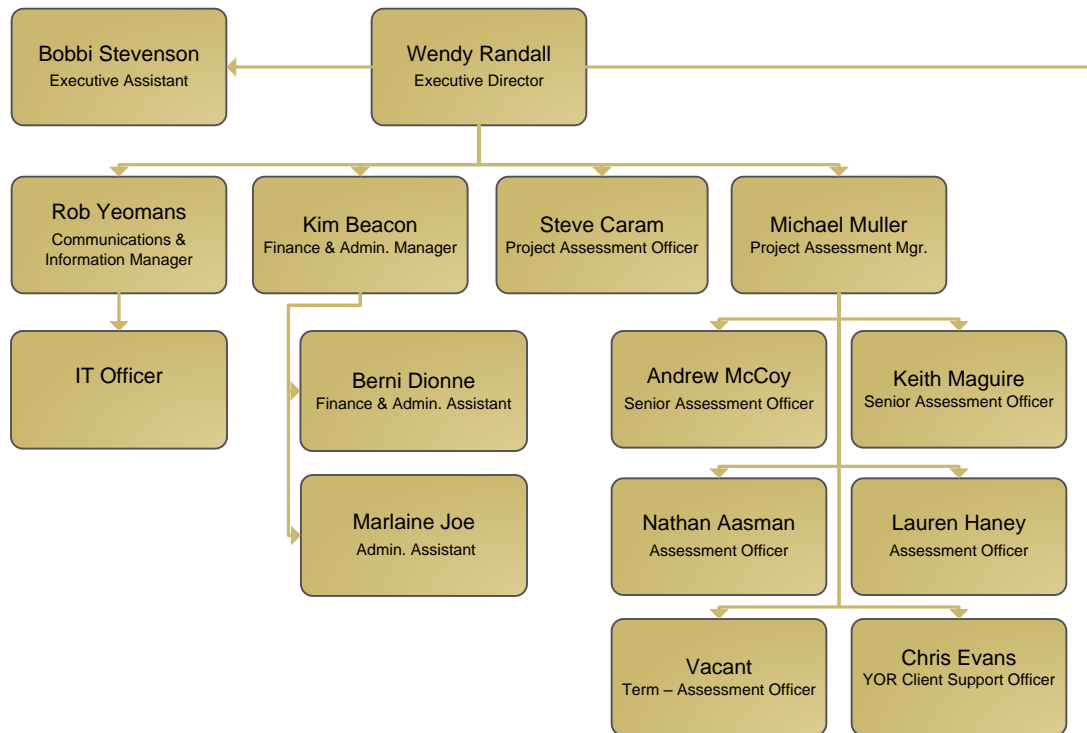 Bobbi Stevenson
Executive Assistant
Wendy Randall
Executive Director
Rob Yeomans
Communications &
Information Manager
Kim Beacon
Finance & Admin. Manager
Steve Caram
Project Assessment Officer
Michael Muller
Project Assessment Mgr.
IT Officer
Berni Dionne
Finance & Admin. Assistant
Andrew McCoy
Senior Assessment Officer
Keith Maguire
Senior Assessment Officer
Marlaine Joe
Admin. Assistant
Nathan Aasman
Assessment Officer
Lauren Haney
Assessment Officer
Vacant
Term – Assessment Officer
Chris Evans
YOR Client Support Officer